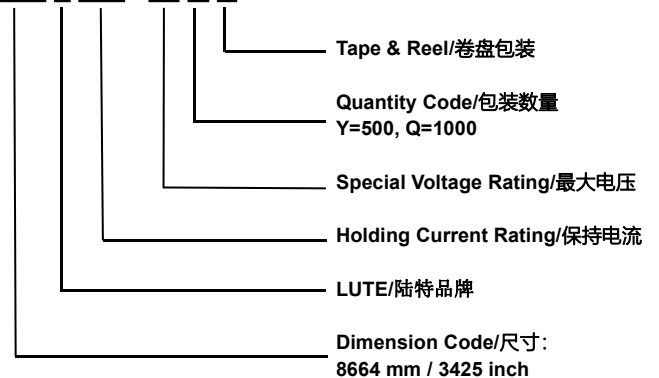 Tape & Reel/卷盘包装
Quantity Code/包装数量
Y=500, Q=1000
Special Voltage Rating/最大电压
Holding Current Rating/保持电流
LUTE/陆特品牌
Dimension Code/尺寸：
8664 mm / 3425 inch